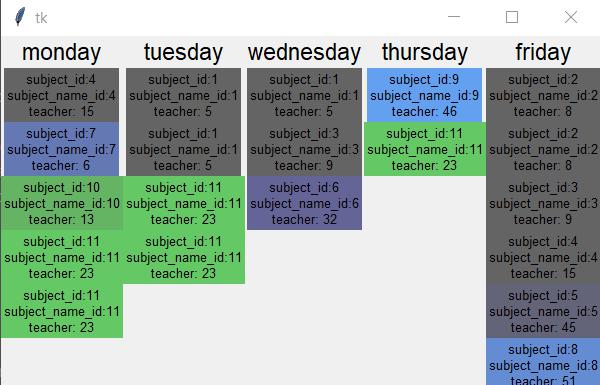 tk
monday
subject_id:4
subject_name_id:4
teacher: 15
subject_id:7
subject_name_id:7
teacher: 6
subject_id:10
subject_name_id:10
teacher: 13
subject_id:11
subject_name_id:11
teacher: 23
subject_id:11
subject_name_id:11
teacher: 23
tuesday
subject_id:1
subject_name_id:1
teacher: 5
subject_id:1
subject_name_id:1
teacher: 5
subject_id:11
subject_name_id:11
teacher: 23
subject_id:11
subject_name_id:11
teacher: 23
wednesday
subject_id:1
subject_name_id:1
teacher: 5
subject_id:3
subject_name_id:3
teacher: 9
subject_id:6
subject_name_id:6
teacher: 32
thursday
subject_id:9
subject_name_id:9
teacher: 46
subject_id:11
subject_name_id:11
teacher: 23
friday
subject_id:2
subject_name_id:2
teacher: 8
subject_id:2
subject_name_id:2
teacher: 8
subject_id:3
subject_name_id:3
teacher: 9
subject_id:4
subject_name_id:4
teacher: 15
subject_id:5
subject_name_id:5
teacher: 45
subject_id:8
subject_name_id:8
teacher: 51